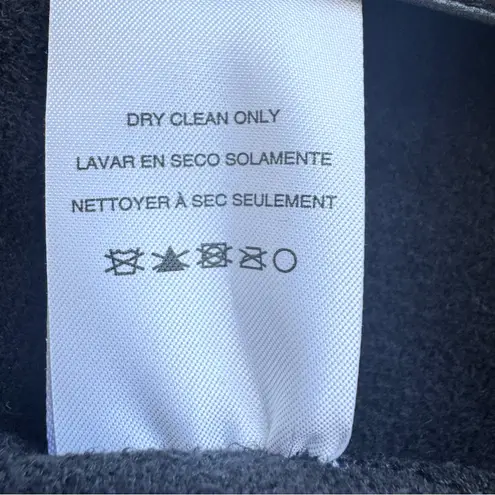 DRY CLEAN ONLY
LAVAR EN SECO SOLAMENTE
NETTOYER À SEC SEULEMENT